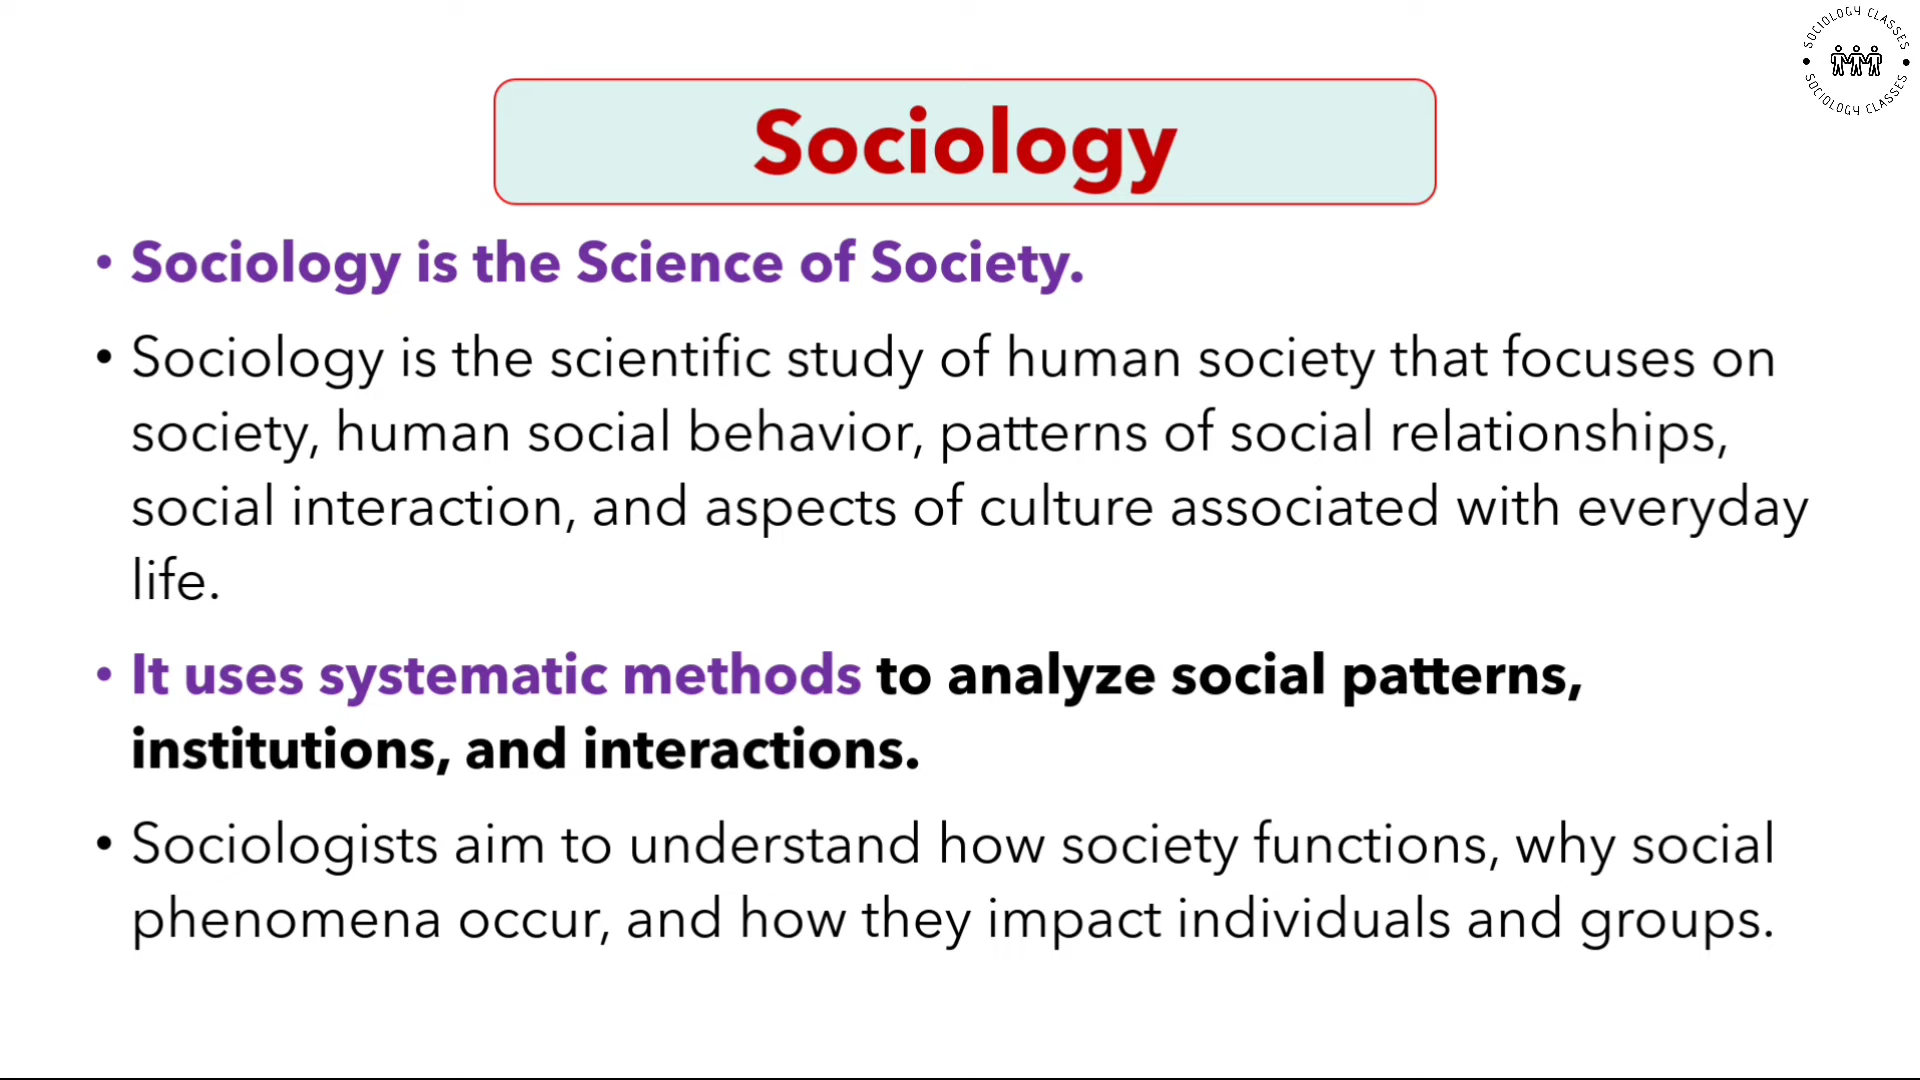 SOCIOLOGY CLASSES
SOCIOLOGY CLASSES
Sociology
• Sociology is the Science of Society.
• Sociology is the scientific study of human society that focuses on
society, human social behavior, patterns of social relationships,
social interaction, and aspects of culture associated with everyday
life.
• It uses systematic methods to analyze social patterns,
institutions, and interactions.
• Sociologists aim to understand how society functions, why social
phenomena occur, and how they impact individuals and groups.